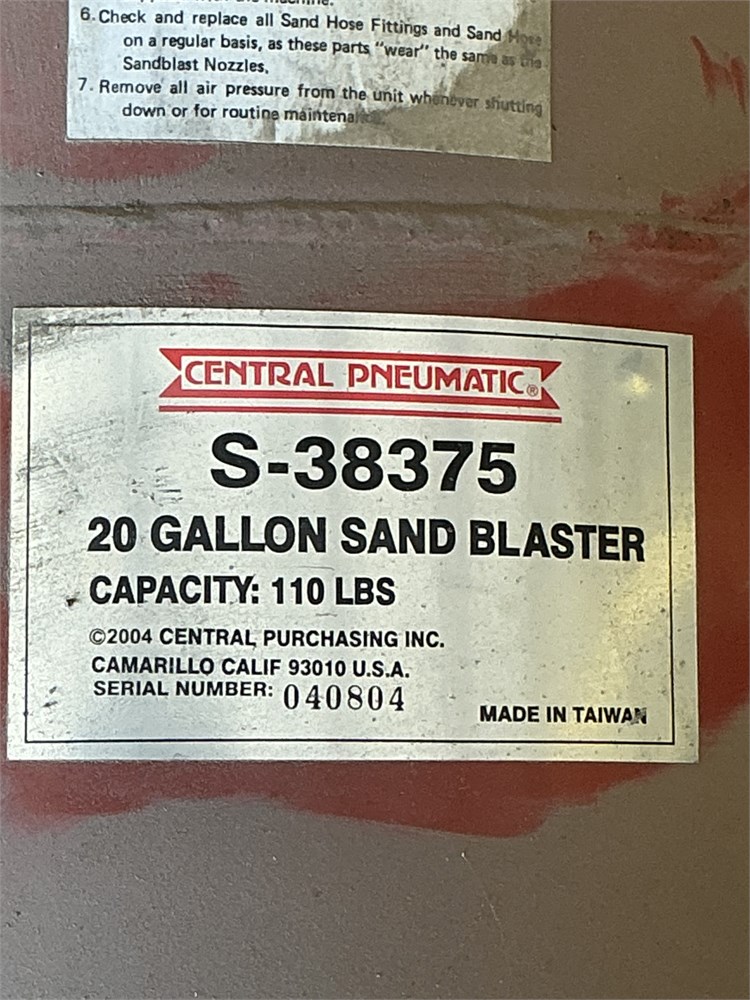 the machine.
6. Check and replace all Sand Hose Fittings and Sand Hose
on a regular basis, as these parts "wear" the same as the
Sandblast Nozzles.
7. Remove all air pressure from the unit whenever shutting
down or for routine
CENTRAL PNEUMATIC®
S-38375
20 GALLON SAND BLASTER
CAPACITY: 110 LBS
©2004 CENTRAL PURCHASING INC.
CAMARILLO CALIF 93010 U.S.A.
SERIAL NUMBER: 040804
MADE IN TAIWAN